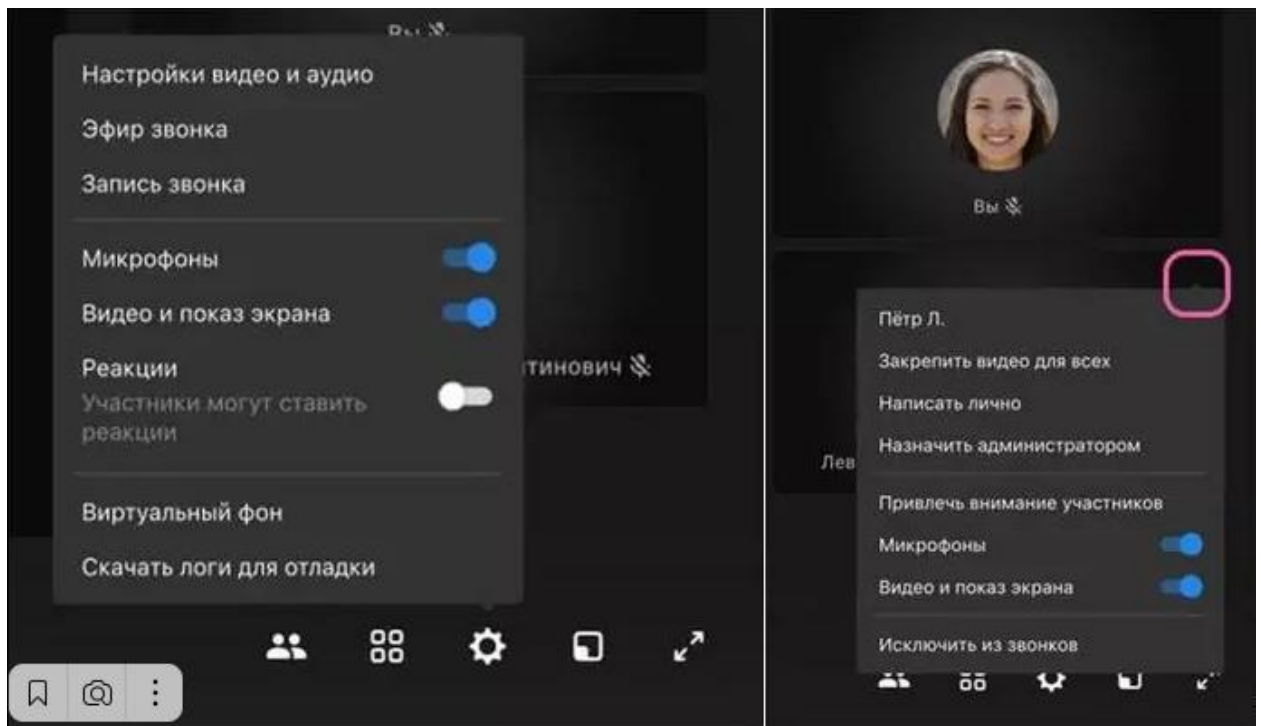 Вы
Настройки видео и аудио
Эфир звонка
Запись звонка
Микрофоны
Видео и показ экрана
Реакции
Участники могут ставить
реакции
Виртуальный фон
Скачать логи для отладки
тинович
Вы
Лев
Пётр Л.
Закрепить видео для всех
Написать лично
Назначить администратором
Привлечь внимание участников
Микрофоны
Видео и показ экрана
Исключить из звонков